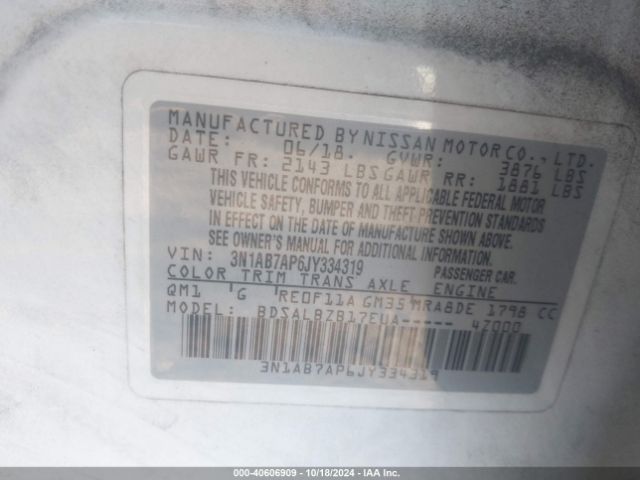 MANUFACTURED BY NISSAN MOTOR CO., LTD.
DATE: 06/18. GVWR: 3876 LBS
GAWR FR: 2143 LBS GAWR RR: 1881 LBS
THIS VEHICLE CONFORMS TO ALL APPLICABLE FEDERAL MOTOR
VEHICLE SAFETY, BUMPER AND THEFT PREVENTION STANDARDS
IN EFFECT ON THE DATE OF MANUFACTURE SHOWN ABOVE.
SEE OWNER'S MANUAL FOR ADDITIONAL INFORMATION.
VIN: 3N1AB7AP6JY334319 PASSENGER CAR.
COLOR TRIM TRANS AXLE ENGINE
QM1 G RE0F11A GM35 MRA8DE 1798 CC
MODEL: BDSALBZB17EUA----- 4Z000
3N1AB7AP6JY334319
000-40606909 | 10/18/2024 | IAA Inc.